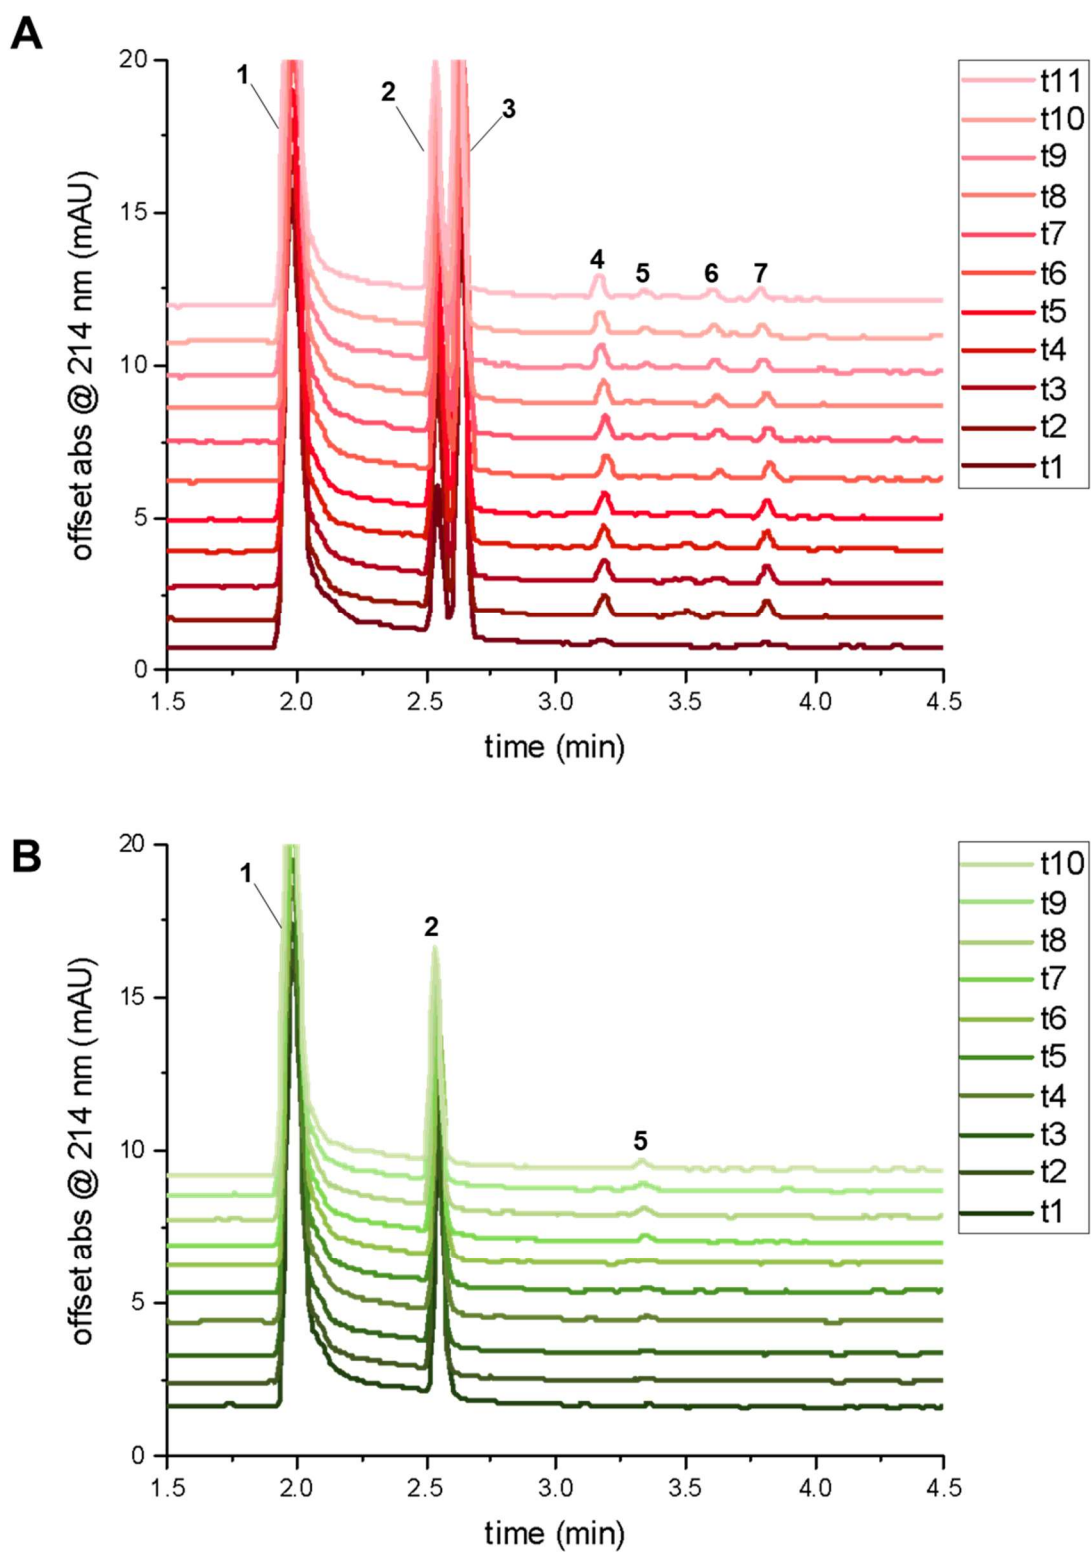 A
offset abs @ 214 nm (mAU)
20
15
10
5
0
1
2
3
4
5
6
7
1.5 2.0 2.5 3.0 3.5 4.0 4.5
time (min)
t11
t10
t9
t8
t7
t6
t5
t4
t3
t2
t1
B
offset abs @ 214 nm (mAU)
20
15
10
5
0
1
2
5
1.5 2.0 2.5 3.0 3.5 4.0 4.5
time (min)
t10
t9
t8
t7
t6
t5
t4
t3
t2
t1